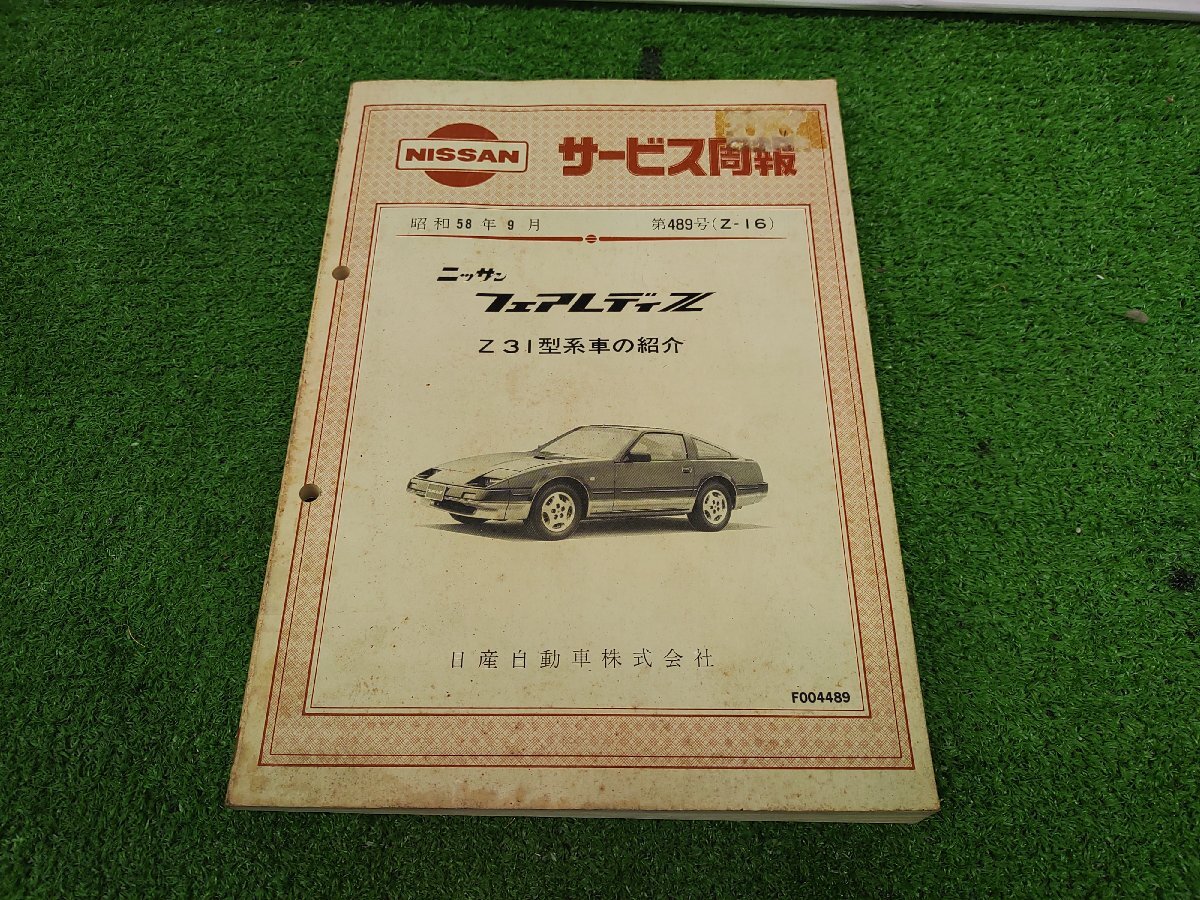 NISSAN サービス周報
昭和58年9月 第489号(Z-16)
ニッサン
フェアレディZ
Z31型系車の紹介
日産自動車株式会社
F004489